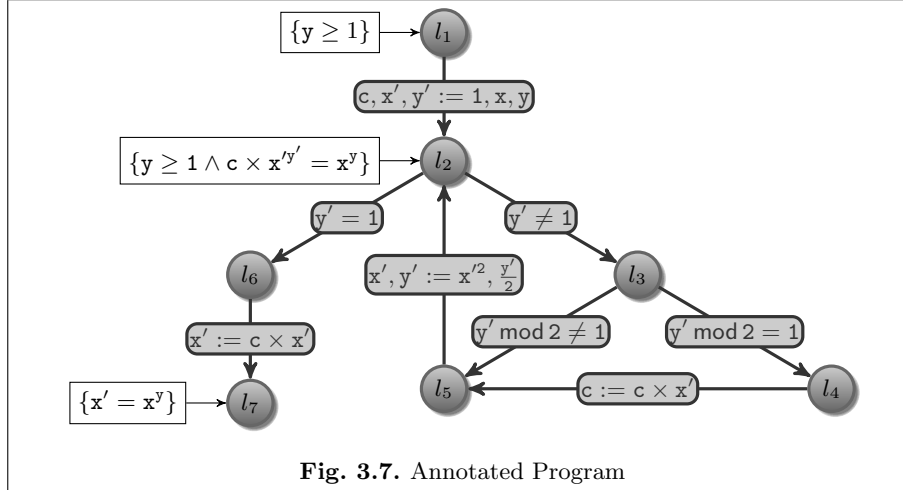 {y ≥ 1}
l₁
c, x′, y′ := 1, x, y
{y ≥ 1 ∧ c × x′^y′ = x^y}
l₂
y′ = 1
y′ ≠ 1
l₆
x′, y′ := x′², y′/2
l₃
x′ := c × x′
y′ mod 2 ≠ 1
y′ mod 2 = 1
{x′ = x^y}
l₇
l₅
c := c × x′
l₄
Fig. 3.7. Annotated Program